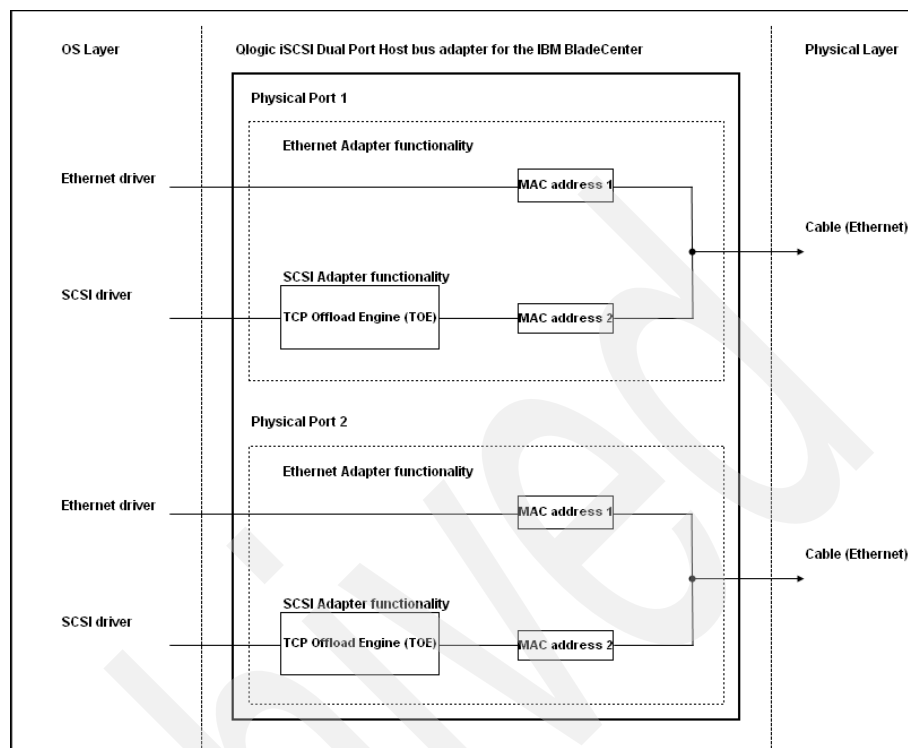 OS Layer
Qlogic iSCSI Dual Port Host bus adapter for the IBM BladeCenter
Physical Layer
Physical Port 1
Ethernet Adapter functionality
Ethernet driver
MAC address 1
Cable (Ethernet)
SCSI Adapter functionality
SCSI driver
TCP Offload Engine (TOE)
MAC address 2
Physical Port 2
Ethernet Adapter functionality
Ethernet driver
MAC address 1
Cable (Ethernet)
SCSI Adapter functionality
SCSI driver
TCP Offload Engine (TOE)
MAC address 2
hived